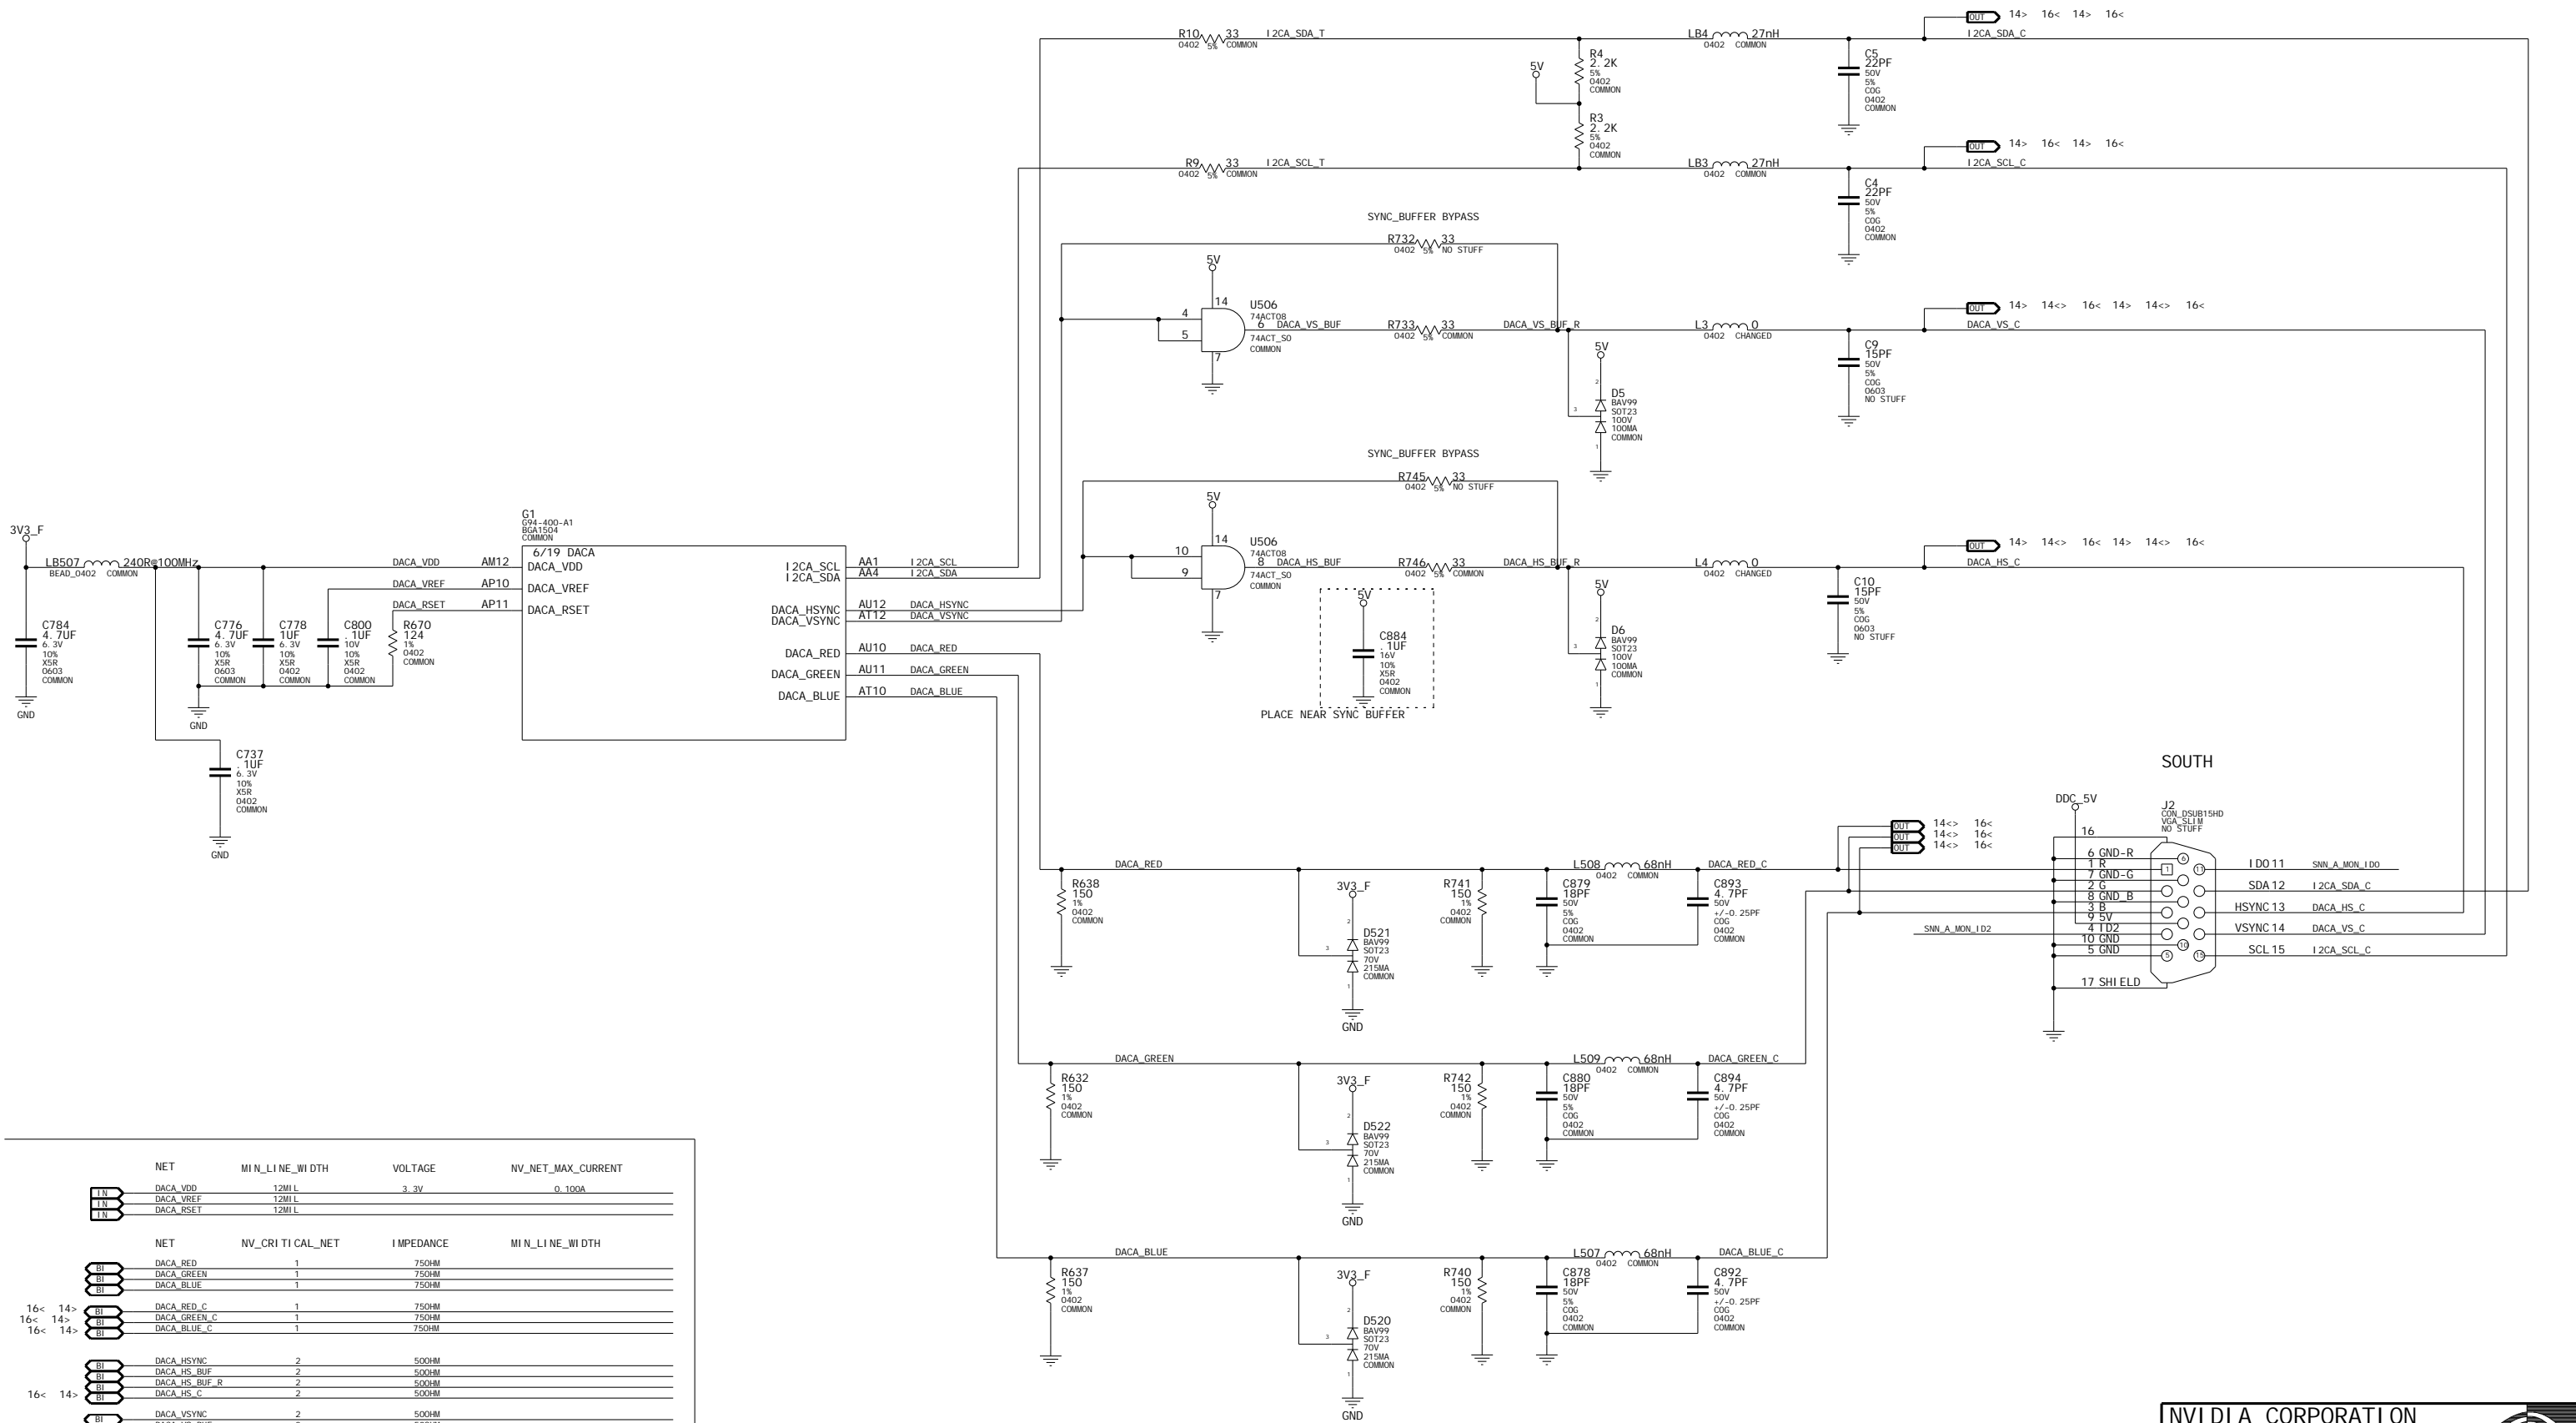 OUT 14> 16< 14> 16<
R10 33 I2CA_SDA_T
0402 5% COMMON
LB4 27nH
0402 COMMON
I2CA_SDA_C
R4
2.2K
5%
0402
COMMON
5V
C5
22PF
50V
5%
COG
0402
COMMON
R3
2.2K
5%
0402
COMMON
OUT 14> 16< 14> 16<
R9 33 I2CA_SCL_T
0402 5% COMMON
LB3 27nH
0402 COMMON
I2CA_SCL_C
C4
22PF
50V
5%
COG
0402
COMMON
SYNC_BUFFER BYPASS
R732 33
0402 5% NO STUFF
5V
14
U506
74ACT08
4
5
6 DACA_VS_BUF
74ACT_SO
COMMON
7
R733 33
0402 5% COMMON
DACA_VS_BUF_R
L3 0
0402 CHANGED
OUT 14> 14<> 16< 14> 14<> 16<
DACA_VS_C
5V
2
D5
BAV99
SOT23
100V
100MA
COMMON
3
1
C9
15PF
50V
5%
COG
0603
NO STUFF
SYNC_BUFFER BYPASS
R745 33
0402 5% NO STUFF
5V
14
U506
74ACT08
10
9
8 DACA_HS_BUF
74ACT_SO
COMMON
7
R746 33
0402 5% COMMON
DACA_HS_BUF_R
L4 0
0402 CHANGED
OUT 14> 14<> 16< 14> 14<> 16<
DACA_HS_C
5V
2
D6
BAV99
SOT23
100V
100MA
COMMON
3
1
C10
15PF
50V
5%
COG
0603
NO STUFF
5V
C884
.1UF
16V
10%
X5R
0402
COMMON
PLACE NEAR SYNC BUFFER
3V3_F
LB507 240R@100MHz
BEAD_0402 COMMON
DACA_VDD AM12
DACA_VREF AP10
DACA_RSET AP11
G1
G94-400-A1
BGA1504
COMMON
6/19 DACA
DACA_VDD
DACA_VREF
DACA_RSET
I2CA_SCL AA1 I2CA_SCL
I2CA_SDA AA4 I2CA_SDA
DACA_HSYNC AU12 DACA_HSYNC
DACA_VSYNC AT12 DACA_VSYNC
DACA_RED AU10 DACA_RED
DACA_GREEN AU11 DACA_GREEN
DACA_BLUE AT10 DACA_BLUE
C784
4.7UF
6.3V
10%
X5R
0603
COMMON
GND
C776
4.7UF
6.3V
10%
X5R
0603
COMMON
C778
1UF
6.3V
10%
X5R
0402
COMMON
C800
.1UF
10V
10%
X5R
0402
COMMON
R670
124
1%
0402
COMMON
GND
C737
.1UF
6.3V
10%
X5R
0402
COMMON
GND
SOUTH
DDC_5V
J2
CON_DSUB15HD
VGA_SLIM
NO STUFF
16
6 GND-R
1 R
7 GND-G
2 G
8 GND_B
3 B
9 5V
4 ID2
10 GND
5 GND
17 SHIELD
6
1
11
10
5
15
ID0 11 SNN_A_MON_ID0
SDA 12 I2CA_SDA_C
HSYNC 13 DACA_HS_C
VSYNC 14 DACA_VS_C
SCL 15 I2CA_SCL_C
SNN_A_MON_ID2
OUT 14<> 16<
OUT 14<> 16<
OUT 14<> 16<
DACA_RED
R638
150
1%
0402
COMMON
3V3_F
2
D521
BAV99
SOT23
70V
215MA
COMMON
3
1
GND
R741
150
1%
0402
COMMON
C879
18PF
50V
5%
COG
0402
COMMON
L508 68nH
0402 COMMON
DACA_RED_C
C893
4.7PF
50V
+/-0.25PF
COG
0402
COMMON
DACA_GREEN
R632
150
1%
0402
COMMON
3V3_F
2
D522
BAV99
SOT23
70V
215MA
COMMON
3
1
GND
R742
150
1%
0402
COMMON
C880
18PF
50V
5%
COG
0402
COMMON
L509 68nH
0402 COMMON
DACA_GREEN_C
C894
4.7PF
50V
+/-0.25PF
COG
0402
COMMON
DACA_BLUE
R637
150
1%
0402
COMMON
3V3_F
2
D520
BAV99
SOT23
70V
215MA
COMMON
3
1
GND
R740
150
1%
0402
COMMON
C878
18PF
50V
5%
COG
0402
COMMON
L507 68nH
0402 COMMON
DACA_BLUE_C
C892
4.7PF
50V
+/-0.25PF
COG
0402
COMMON
NET MIN_LINE_WIDTH VOLTAGE NV_NET_MAX_CURRENT
IN DACA_VDD 12MIL 3.3V 0.100A
IN DACA_VREF 12MIL
IN DACA_RSET 12MIL
NET NV_CRITICAL_NET IMPEDANCE MIN_LINE_WIDTH
BI DACA_RED 1 75OHM
BI DACA_GREEN 1 75OHM
BI DACA_BLUE 1 75OHM
16< 14> BI DACA_RED_C 1 75OHM
16< 14> BI DACA_GREEN_C 1 75OHM
16< 14> BI DACA_BLUE_C 1 75OHM
BI DACA_HSYNC 2 50OHM
BI DACA_HS_BUF 2 50OHM
BI DACA_HS_BUF_R 2 50OHM
16< 14> BI DACA_HS_C 2 50OHM
BI DACA_VSYNC 2 50OHM
NVIDIA CORPORATION